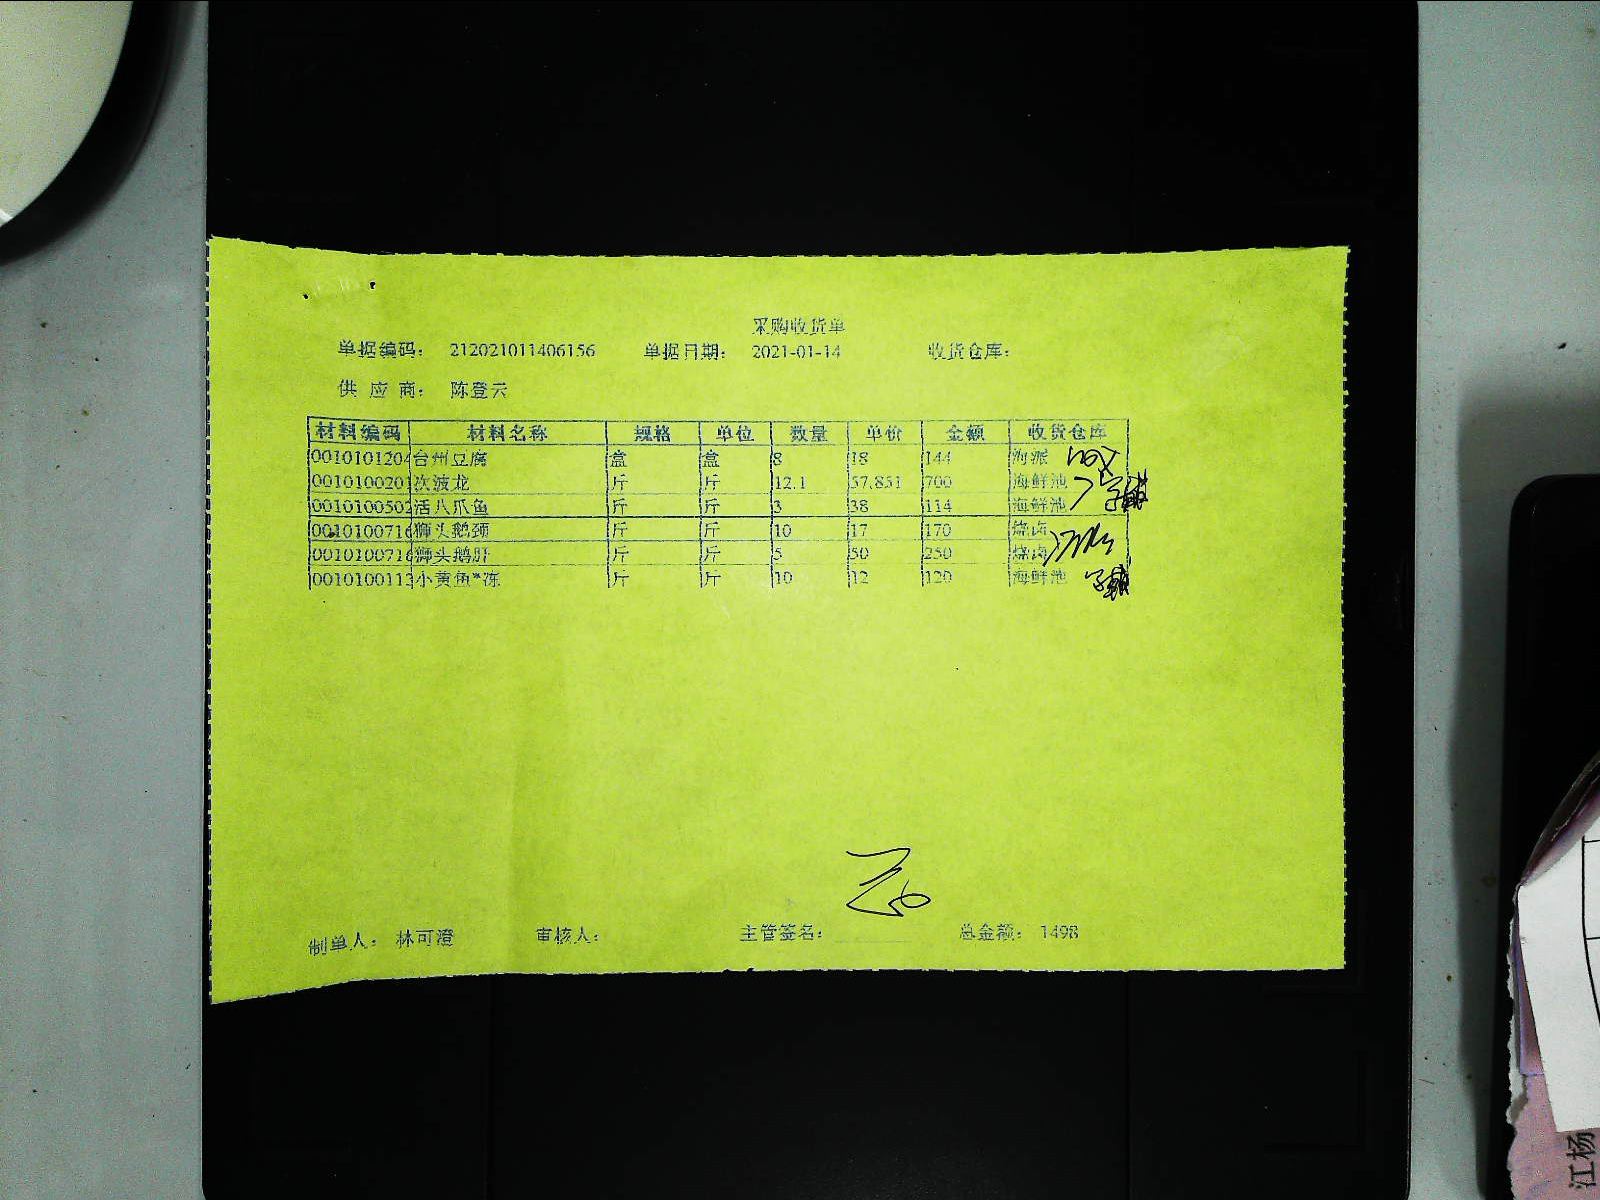 采购收货单
单据编码： 212021011406156 单据日期： 2021-01-14 收货仓库：
供 应 商： 陈登云
材料编码 材料名称 规格 单位 数量 单价 金额 收货仓库
0010101204 台州豆腐 盒 盒 8 18 144 海派
0010100201 次波龙 斤 斤 12.1 57.851 700 海鲜池
0010100502 活八爪鱼 斤 斤 3 38 114 海鲜池
0010100716 狮头鹅颈 斤 斤 10 17 170 烧卤
0010100716 狮头鹅肝 斤 斤 5 50 250 烧卤
0010100113 小黄鱼*冻 斤 斤 10 12 120 海鲜池
制单人： 林可澄 审核人： 主管签名： 总金额： 1498
江杨